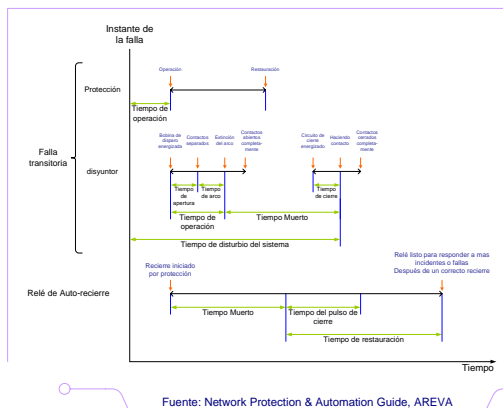 Instante de
la falla
Operación
Restauración
Protección
Tiempo de
operación
Bobina de
disparo
energizada
Contactos
separados
Extinción
del arco
Contactos
abiertos
completa-
mente
Circuito de
cierre
energizado
Haciendo
contacto
Contactos
cerrados
completa-
mente
Falla
transitoria
disyuntor
Tiempo
de
apertura
Tiempo
de arco
Tiempo
de cierre
Tiempo de
operación
Tiempo Muerto
Tiempo de disturbio del sistema
Recierre iniciado
por protección
Relé listo para responder a mas
incidentes o fallas
Después de un correcto recierre
Relé de Auto-recierre
Tiempo Muerto
Tiempo del pulso de
cierre
Tiempo de restauración
Tiempo
Fuente: Network Protection & Automation Guide, AREVA